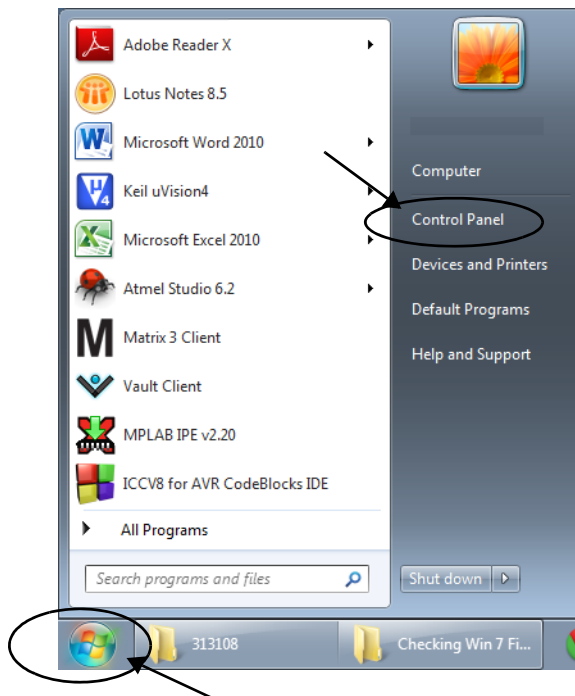 Adobe Reader X
Lotus Notes 8.5
Microsoft Word 2010
Keil uVision4
Microsoft Excel 2010
Atmel Studio 6.2
Matrix 3 Client
Vault Client
MPLAB IPE v2.20
ICCV8 for AVR CodeBlocks IDE
All Programs
Search programs and files
Computer
Control Panel
Devices and Printers
Default Programs
Help and Support
Shut down
313108
Checking Win 7 Fi...